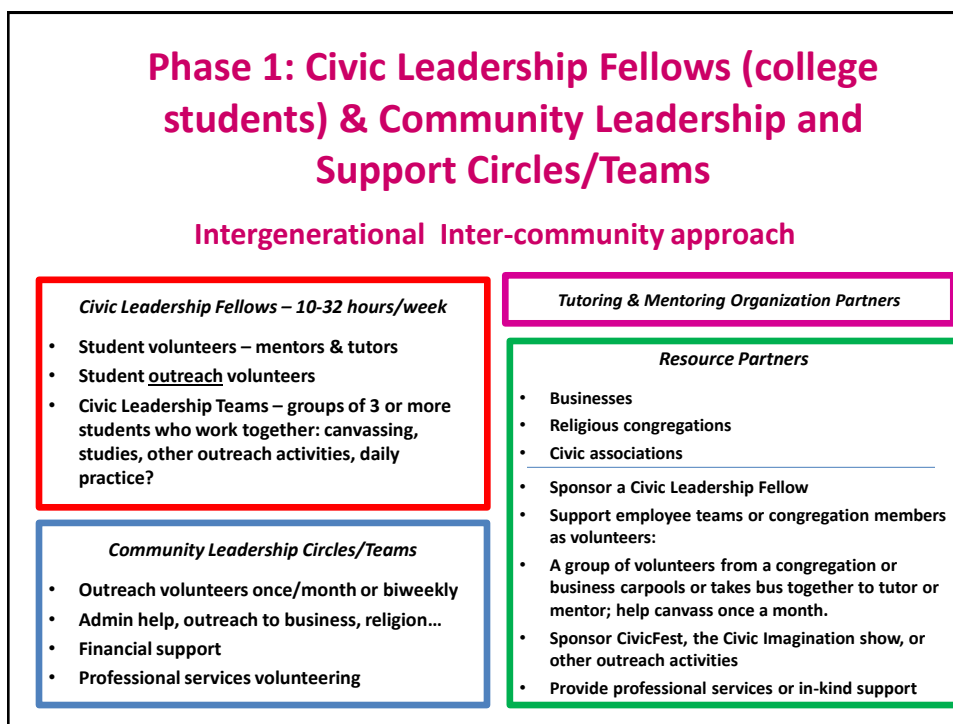 Phase 1: Civic Leadership Fellows (college
students) & Community Leadership and
Support Circles/Teams
Intergenerational Inter-community approach
Civic Leadership Fellows – 10-32 hours/week
• Student volunteers – mentors & tutors
• Student outreach volunteers
• Civic Leadership Teams – groups of 3 or more
students who work together: canvassing,
studies, other outreach activities, daily
practice?
Community Leadership Circles/Teams
• Outreach volunteers once/month or biweekly
• Admin help, outreach to business, religion…
• Financial support
• Professional services volunteering
Tutoring & Mentoring Organization Partners
Resource Partners
• Businesses
• Religious congregations
• Civic associations
• Sponsor a Civic Leadership Fellow
• Support employee teams or congregation members
as volunteers:
• A group of volunteers from a congregation or
business carpools or takes bus together to tutor or
mentor; help canvass once a month.
• Sponsor CivicFest, the Civic Imagination show, or
other outreach activities
• Provide professional services or in-kind support